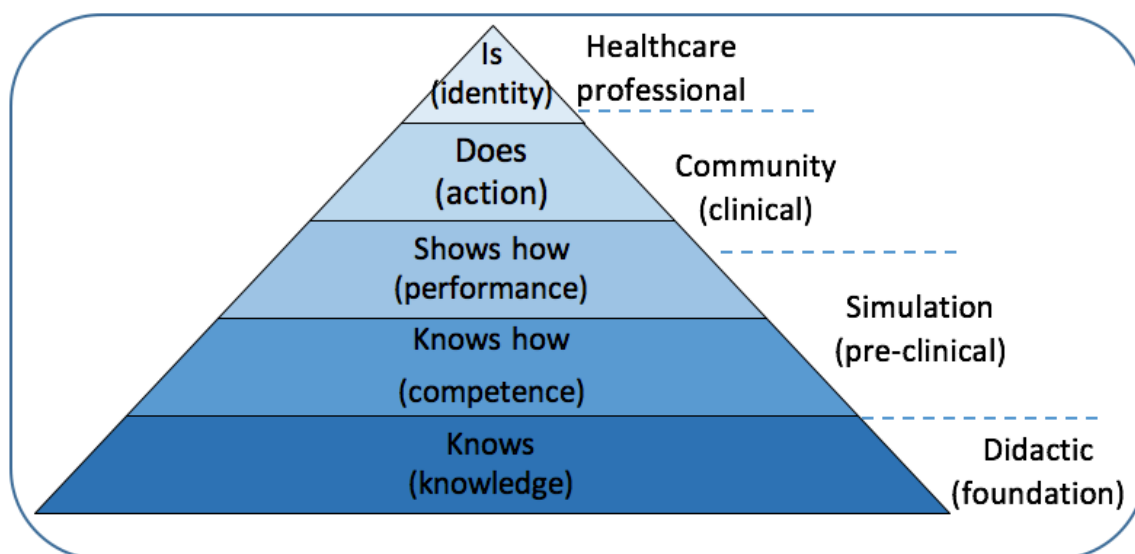 Is
(identity)
Healthcare
professional
Does
(action)
Community
(clinical)
Shows how
(performance)
Simulation
(pre-clinical)
Knows how
(competence)
Knows
(knowledge)
Didactic
(foundation)